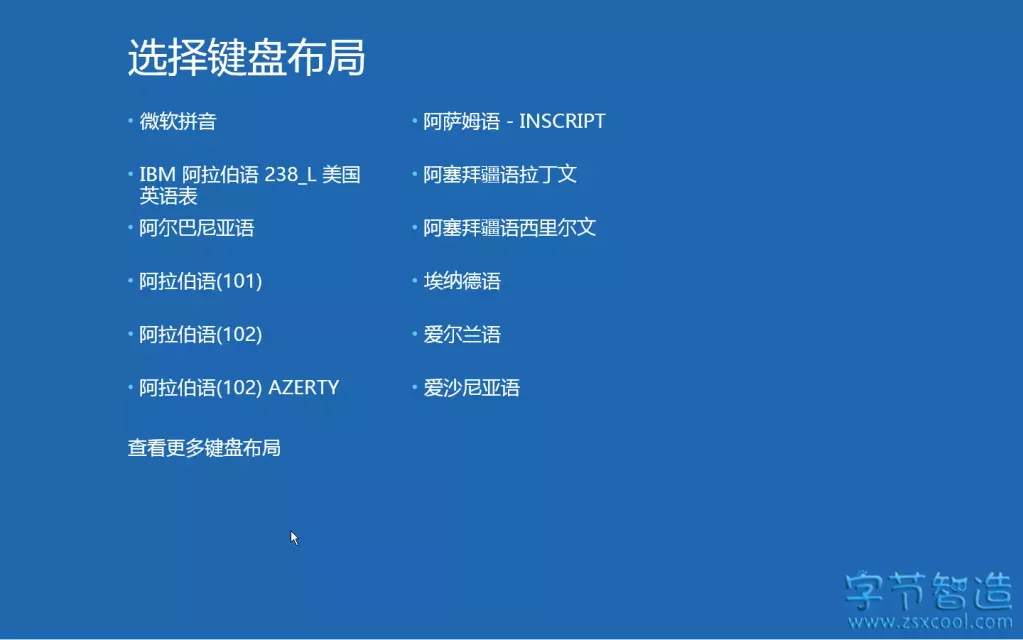 选择键盘布局
微软拼音
IBM 阿拉伯语 238_L 美国
英语表
阿尔巴尼亚语
阿拉伯语(101)
阿拉伯语(102)
阿拉伯语(102) AZERTY
阿萨姆语 - INSCRIPT
阿塞拜疆语拉丁文
阿塞拜疆语西里尔文
埃纳德语
爱尔兰语
爱沙尼亚语
查看更多键盘布局
字节智造
www.zsxcool.com